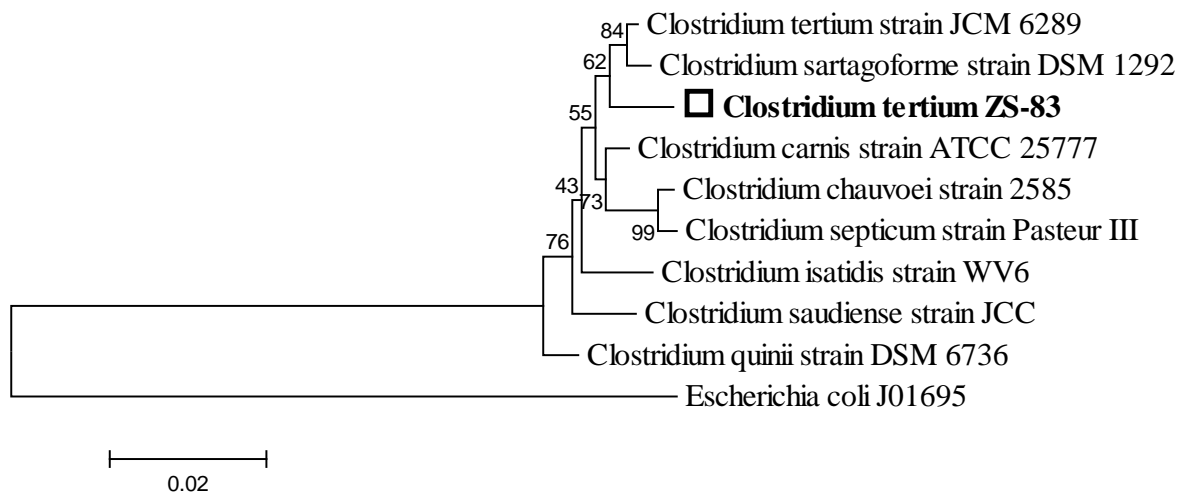 84
Clostridium tertium strain JCM 6289
62
Clostridium sartagoforme strain DSM 1292
Clostridium tertium ZS-83
55
Clostridium carnis strain ATCC 25777
43
73
Clostridium chauvoei strain 2585
99
Clostridium septicum strain Pasteur III
76
Clostridium isatidis strain WV6
Clostridium saudiense strain JCC
Clostridium quinii strain DSM 6736
Escherichia coli J01695
0.02